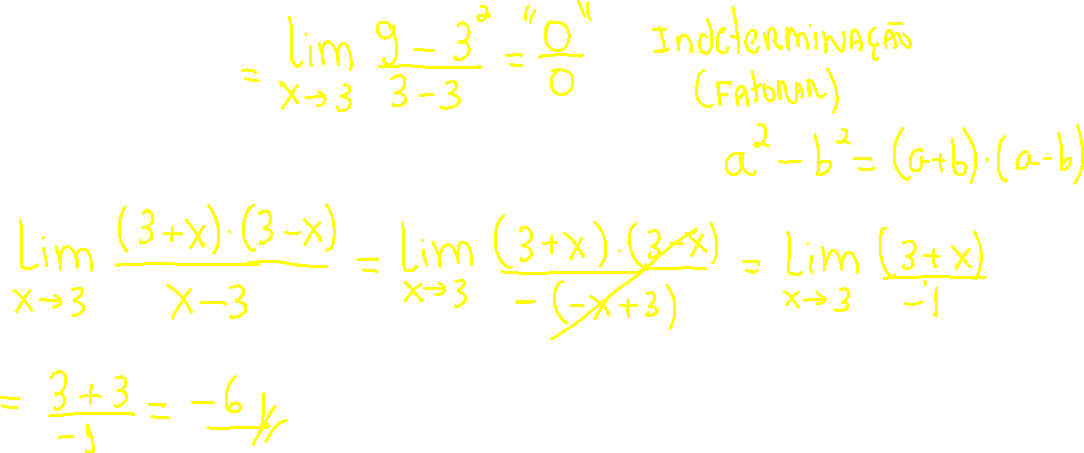 = lim x→3 (9 - 3²)/(3 - 3) = "0/0" Indeterminação
(Fatorar)
a² - b² = (a+b)·(a-b)
lim x→3 ((3+x)·(3-x))/(x-3) = lim x→3 ((3+x)·(3-x))/(-(-x+3)) = lim x→3 (3+x)/(-1)
= (3+3)/(-1) = -6